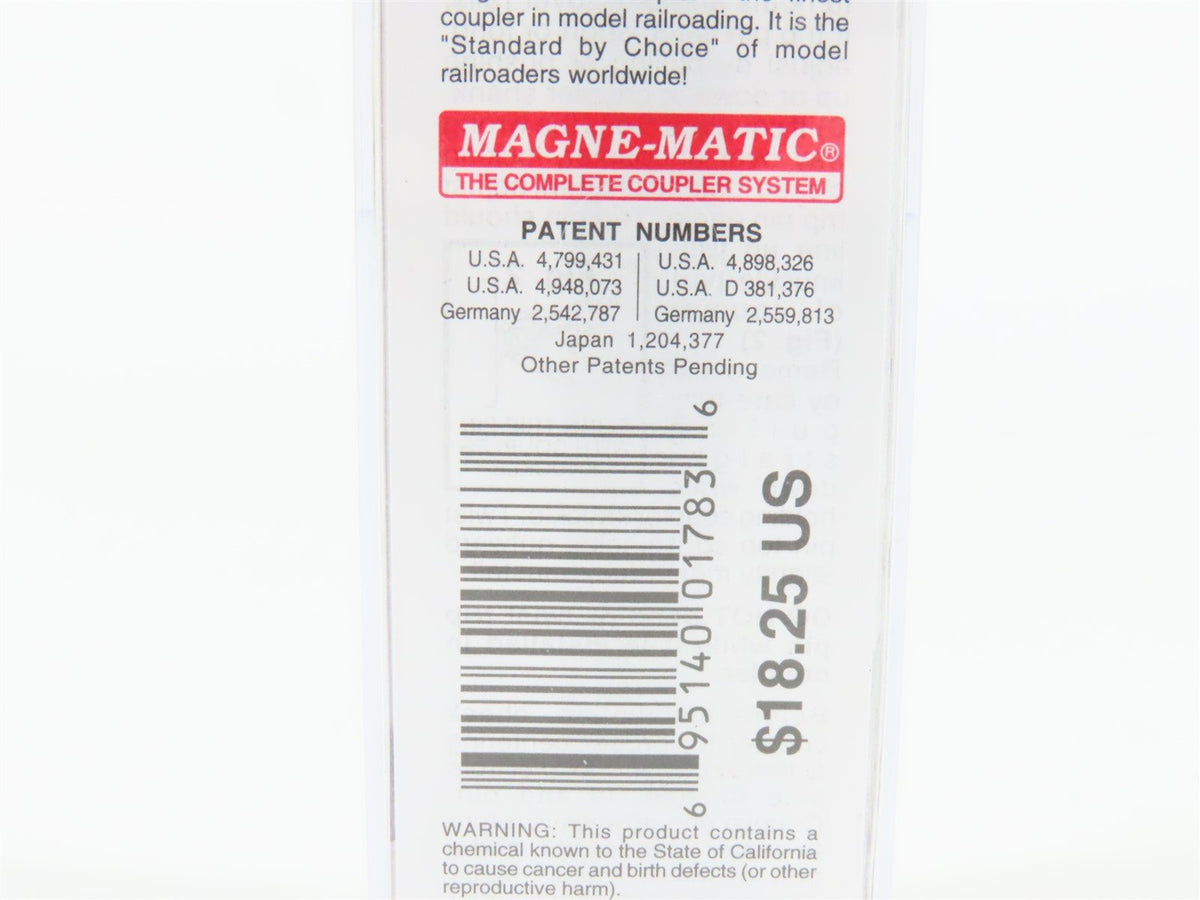 finest
coupler in model railroading. It is the
"Standard by Choice" of model
railroaders worldwide!
MAGNE-MATIC®
THE COMPLETE COUPLER SYSTEM
PATENT NUMBERS
U.S.A. 4,799,431 | U.S.A. 4,898,326
U.S.A. 4,948,073 | U.S.A. D 381,376
Germany 2,542,787 | Germany 2,559,813
Japan 1,204,377
Other Patents Pending
6 95140 01783 6
$18.25 US
WARNING: This product contains a
chemical known to the State of California
to cause cancer and birth defects (or other
reproductive harm).